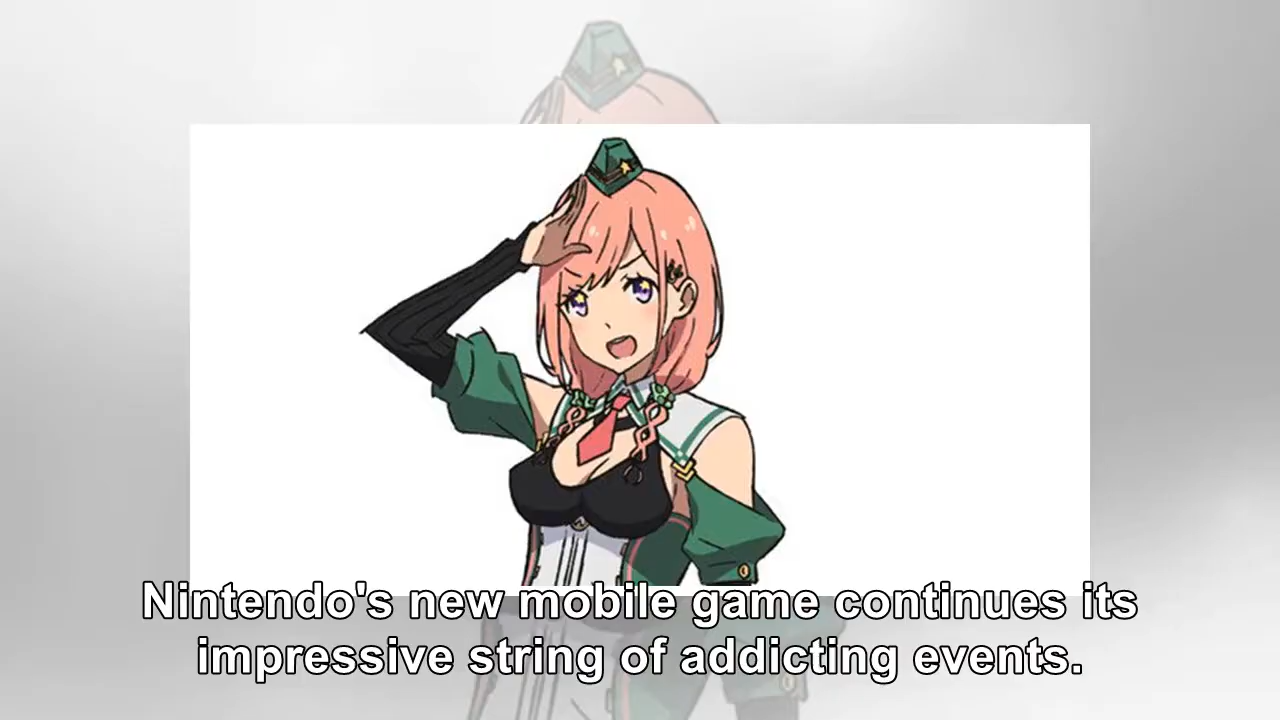 Nintendo's new mobile game continues its
impressive string of addicting events.